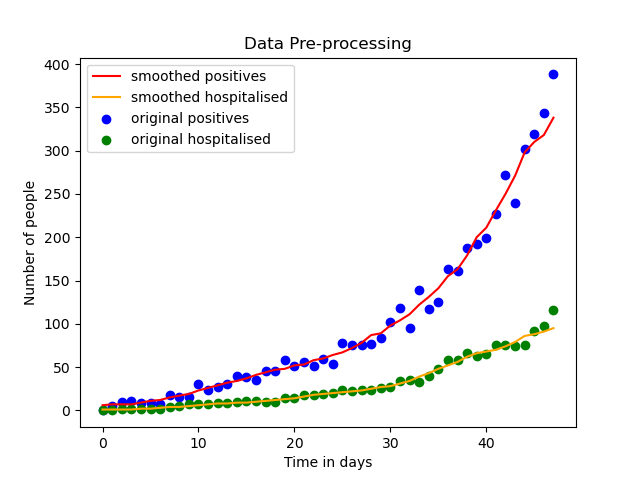 Data Pre-processing
400
350
300
250
200
150
100
50
0
Number of people
smoothed positives
smoothed hospitalised
original positives
original hospitalised
0 10 20 30 40
Time in days